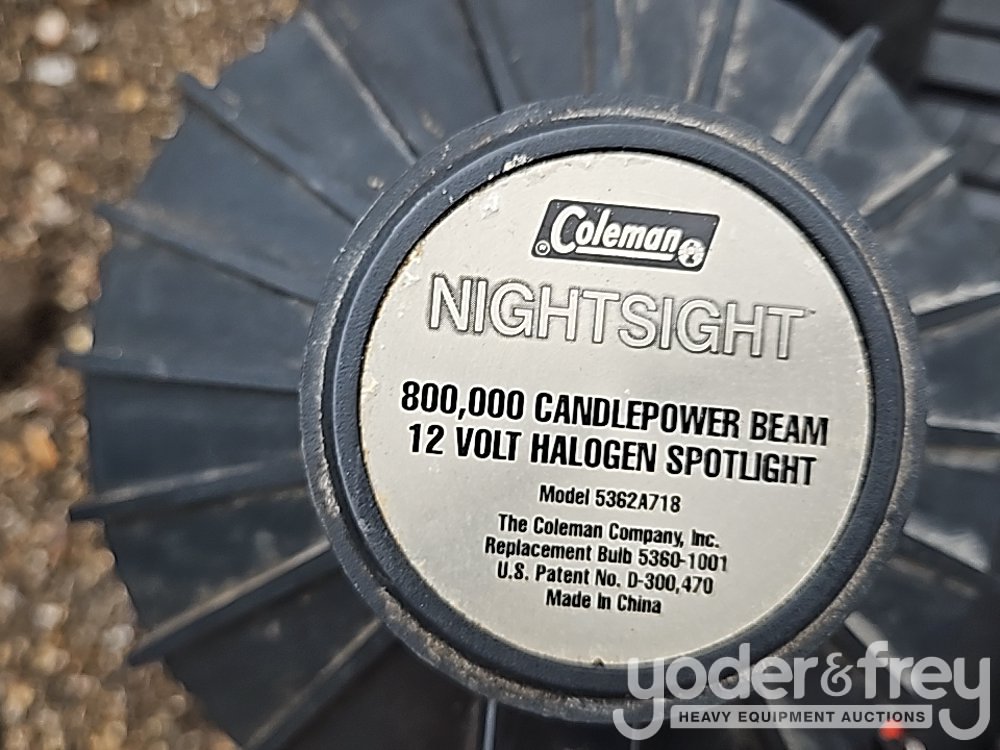 Coleman
NIGHTSIGHT™
800,000 CANDLEPOWER BEAM
12 VOLT HALOGEN SPOTLIGHT
Model 5362A718
The Coleman Company, Inc.
Replacement Bulb 5360-1001
U.S. Patent No. D-300,470
Made In China
yoder&frey
HEAVY EQUIPMENT AUCTIONS